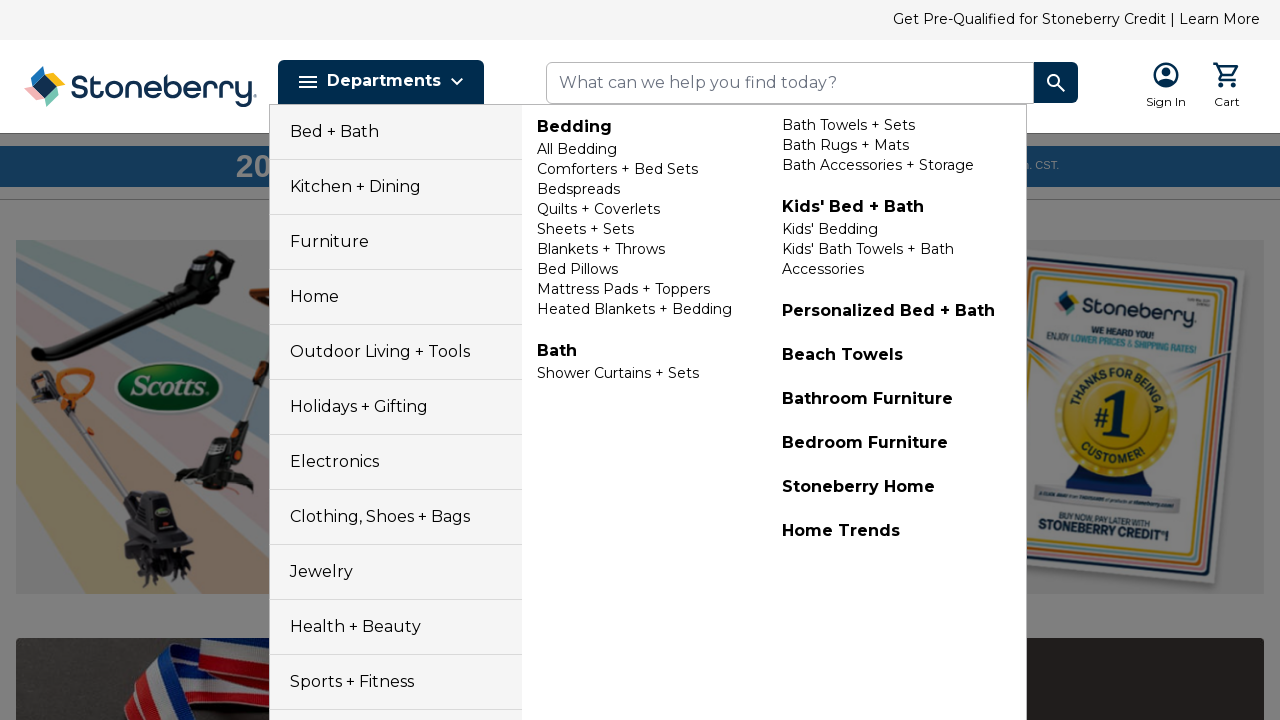 Get Pre-Qualified for Stoneberry Credit | Learn More
Stoneberry
Departments
What can we help you find today?
Sign In
Cart
20
. CST.
Bed + Bath
Kitchen + Dining
Furniture
Home
Outdoor Living + Tools
Holidays + Gifting
Electronics
Clothing, Shoes + Bags
Jewelry
Health + Beauty
Sports + Fitness
Bedding
All Bedding
Comforters + Bed Sets
Bedspreads
Quilts + Coverlets
Sheets + Sets
Blankets + Throws
Bed Pillows
Mattress Pads + Toppers
Heated Blankets + Bedding
Bath
Shower Curtains + Sets
Bath Towels + Sets
Bath Rugs + Mats
Bath Accessories + Storage
Kids' Bed + Bath
Kids' Bedding
Kids' Bath Towels + Bath
Accessories
Personalized Bed + Bath
Beach Towels
Bathroom Furniture
Bedroom Furniture
Stoneberry Home
Home Trends
Scotts
Stoneberry
WE HEARD YOU!
ENJOY LOWER PRICES & SHIPPING RATES!
THANKS FOR BEING A
#1
CUSTOMER!
BUY NOW, PAY LATER WITH
STONEBERRY CREDIT®!